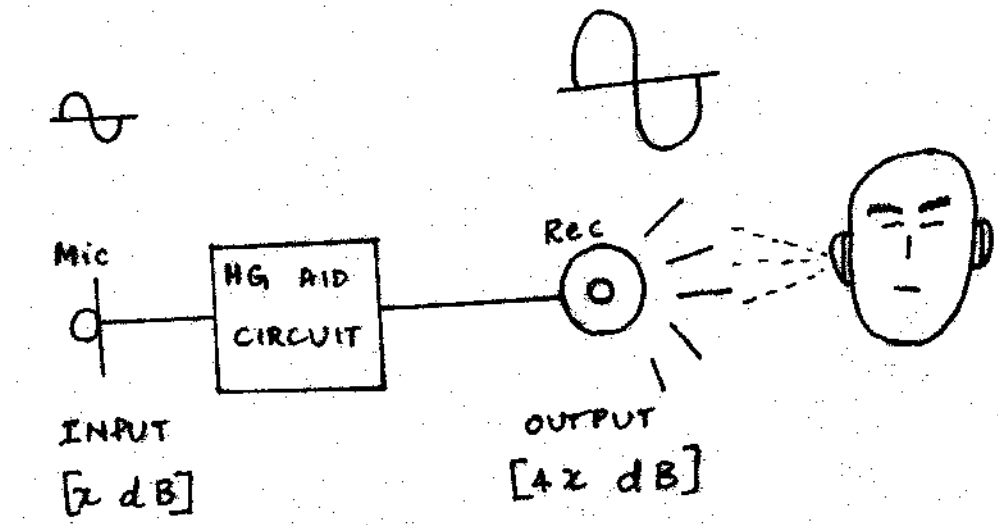 Mic
HG AID
CIRCUIT
Rec
INPUT
[x dB]
OUTPUT
[4x dB]